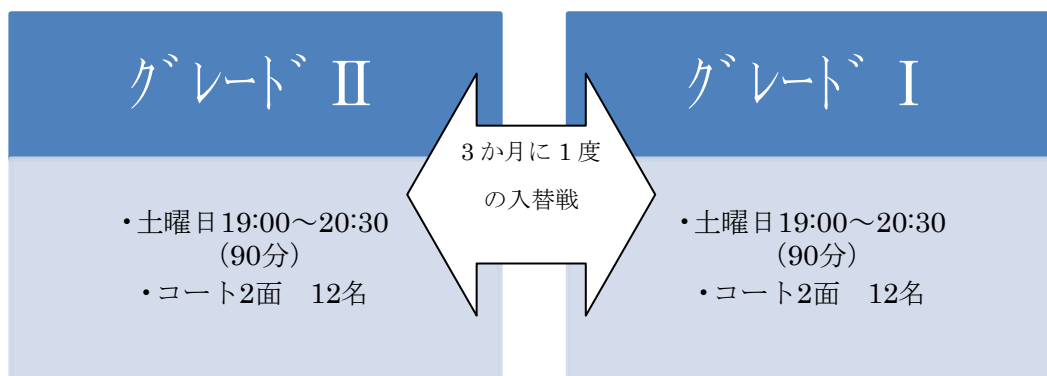 グレードⅡ
・土曜日19:00～20:30
（90分）
・コート2面　12名
3か月に1度
の入替戦
グレードⅠ
・土曜日19:00～20:30
（90分）
・コート2面　12名